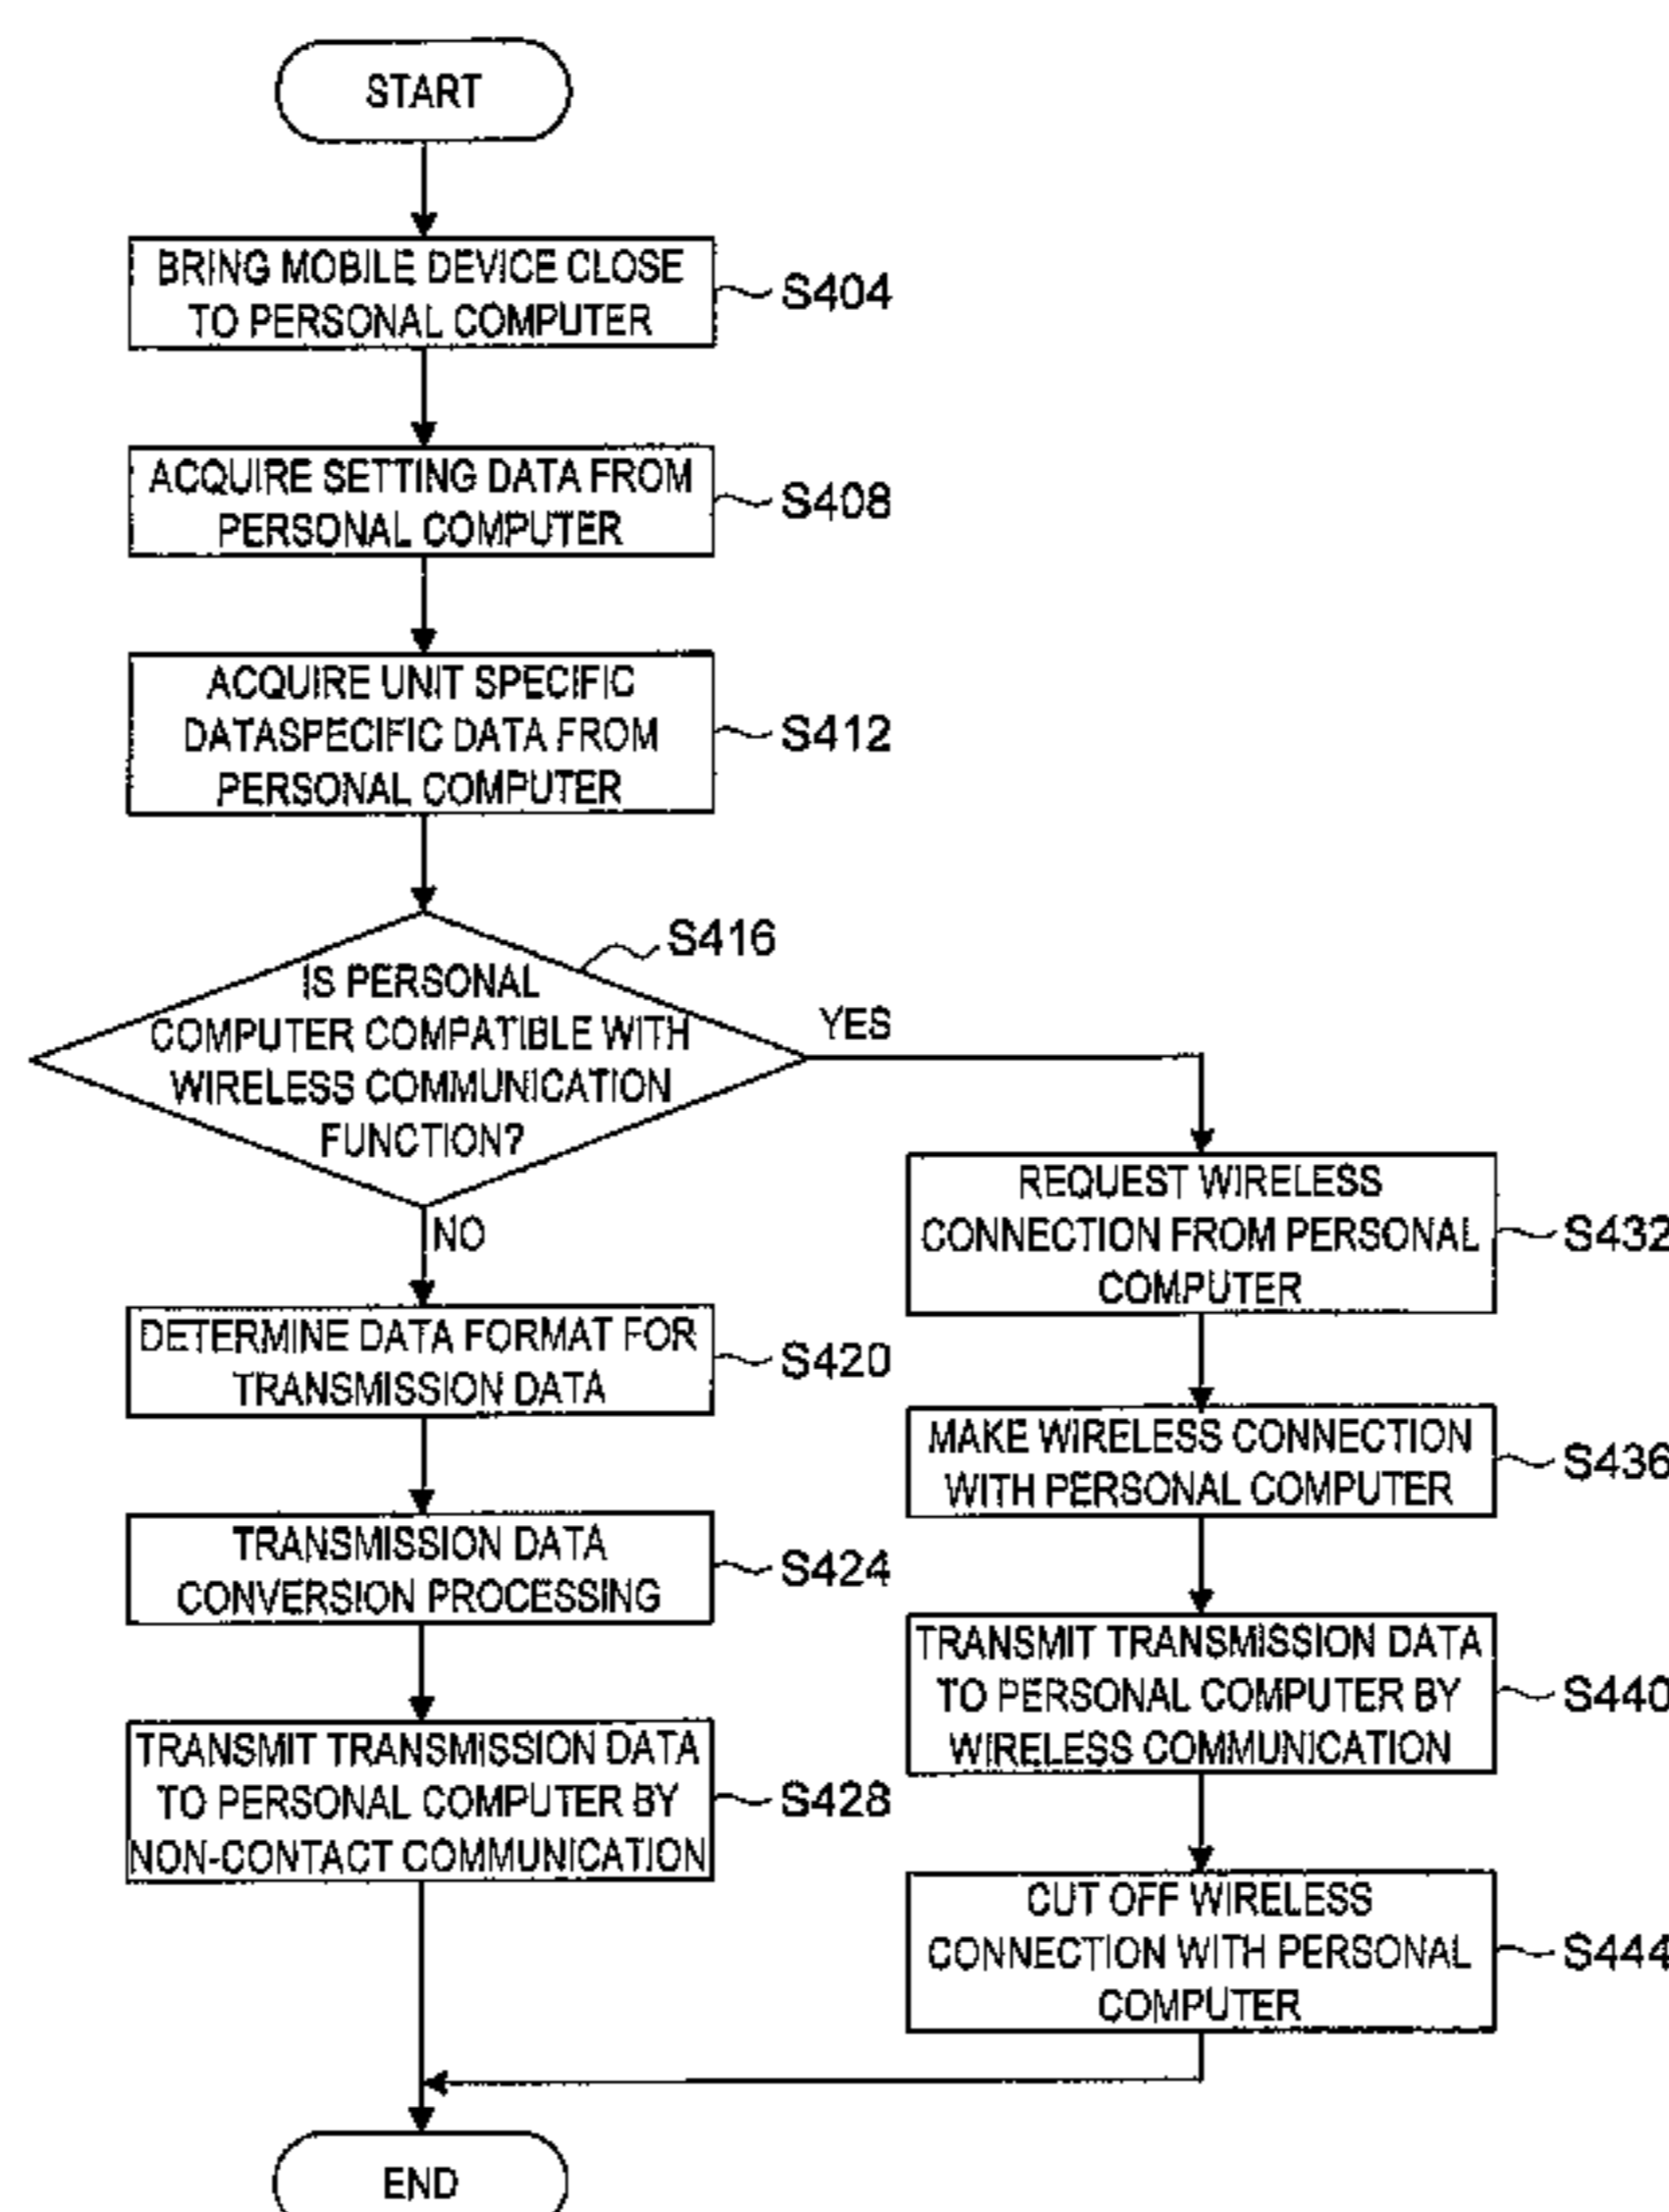 START
BRING MOBILE DEVICE CLOSE
TO PERSONAL COMPUTER
S404
ACQUIRE SETTING DATA FROM
PERSONAL COMPUTER
S408
ACQUIRE UNIT SPECIFIC
DATASPECIFIC DATA FROM
PERSONAL COMPUTER
S412
S416
IS PERSONAL
COMPUTER COMPATIBLE WITH
WIRELESS COMMUNICATION
FUNCTION?
YES
NO
DETERMINE DATA FORMAT FOR
TRANSMISSION DATA
S420
TRANSMISSION DATA
CONVERSION PROCESSING
S424
TRANSMIT TRANSMISSION DATA
TO PERSONAL COMPUTER BY
NON-CONTACT COMMUNICATION
S428
REQUEST WIRELESS
CONNECTION FROM PERSONAL
COMPUTER
S432
MAKE WIRELESS CONNECTION
WITH PERSONAL COMPUTER
S436
TRANSMIT TRANSMISSION DATA
TO PERSONAL COMPUTER BY
WIRELESS COMMUNICATION
S440
CUT OFF WIRELESS
CONNECTION WITH PERSONAL
COMPUTER
S444
END